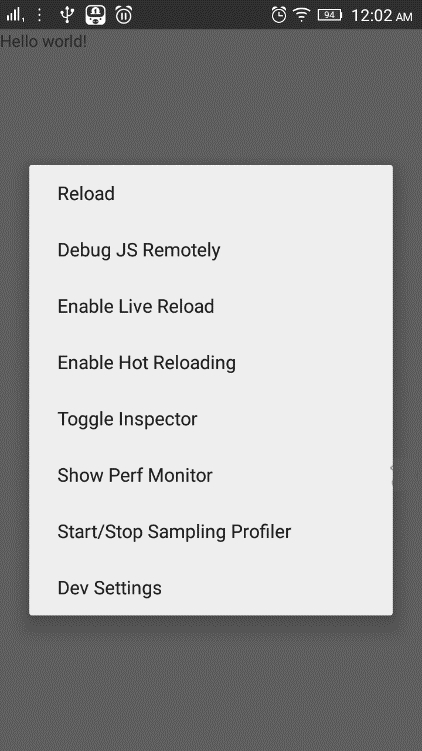 94 12:02 AM
Hello world!
Reload
Debug JS Remotely
Enable Live Reload
Enable Hot Reloading
Toggle Inspector
Show Perf Monitor
Start/Stop Sampling Profiler
Dev Settings